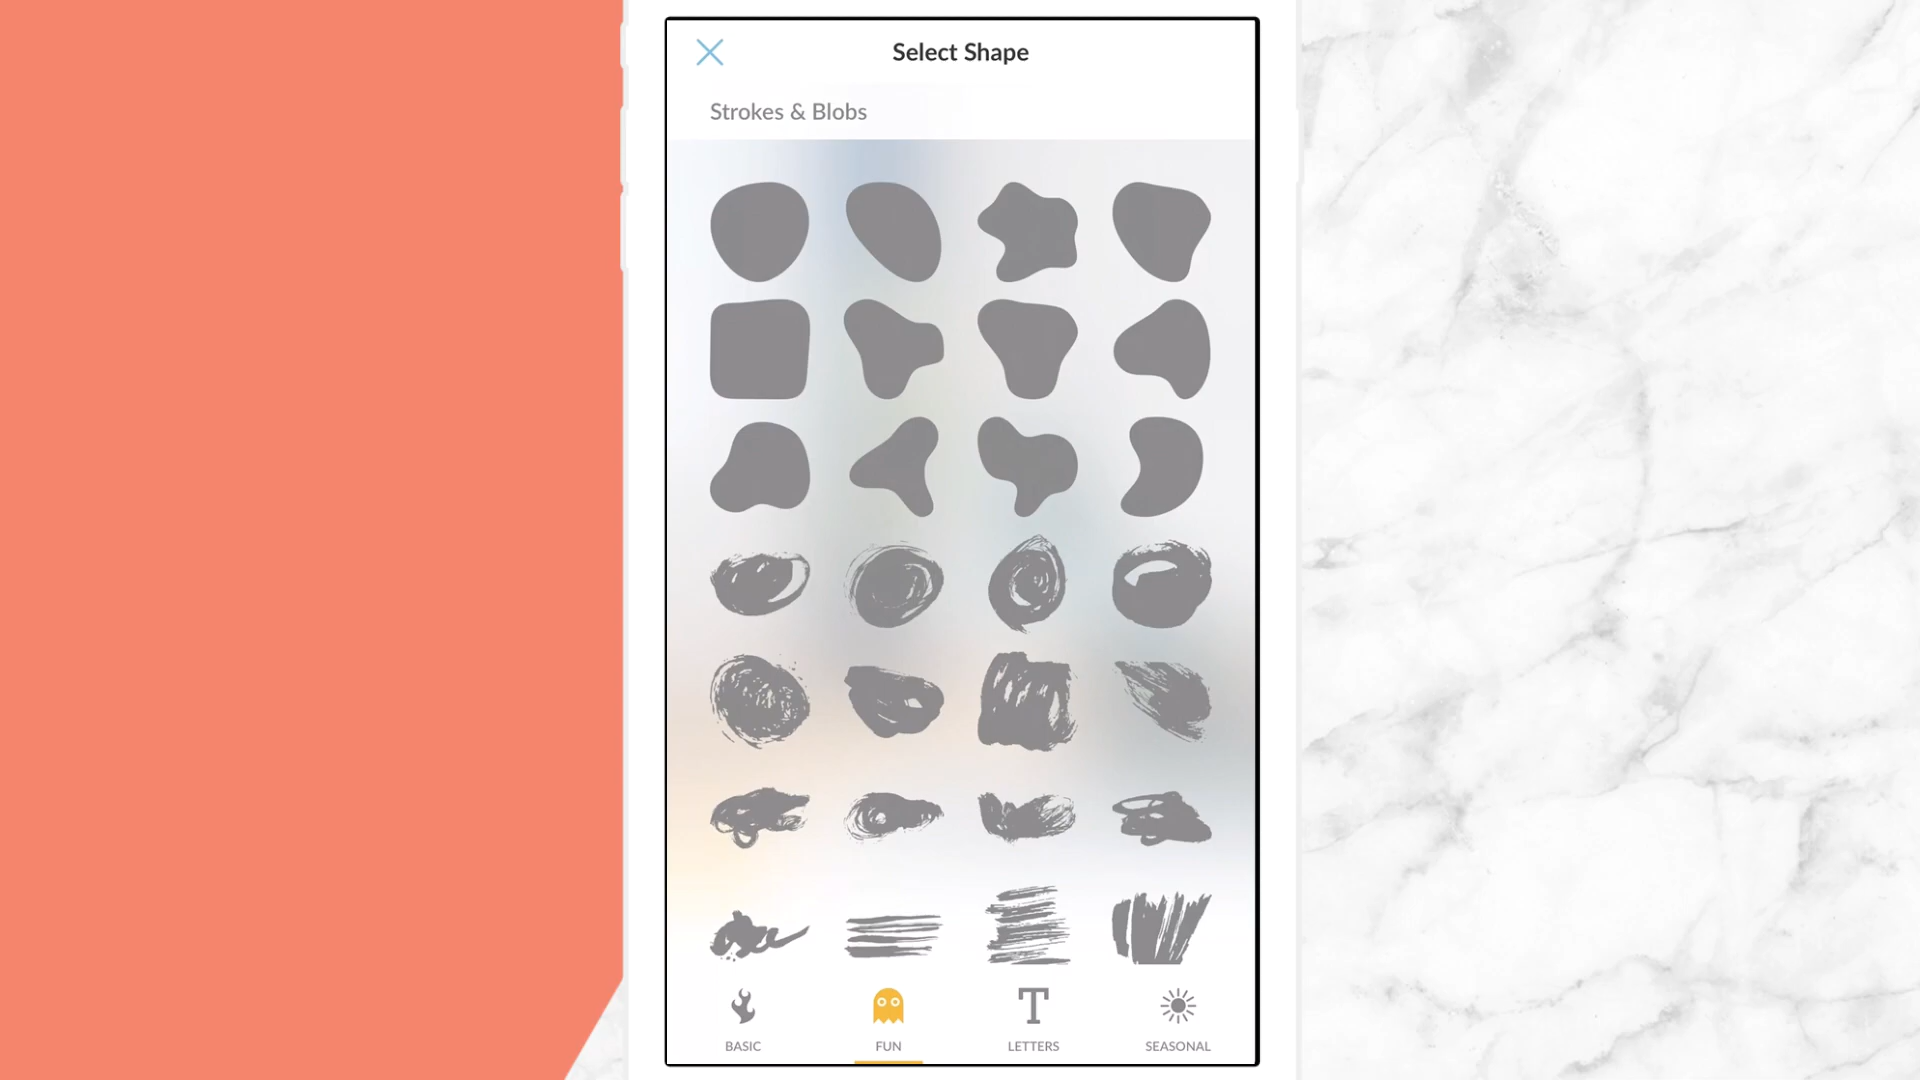 Select Shape
Strokes & Blobs
BASIC
FUN
LETTERS
SEASONAL